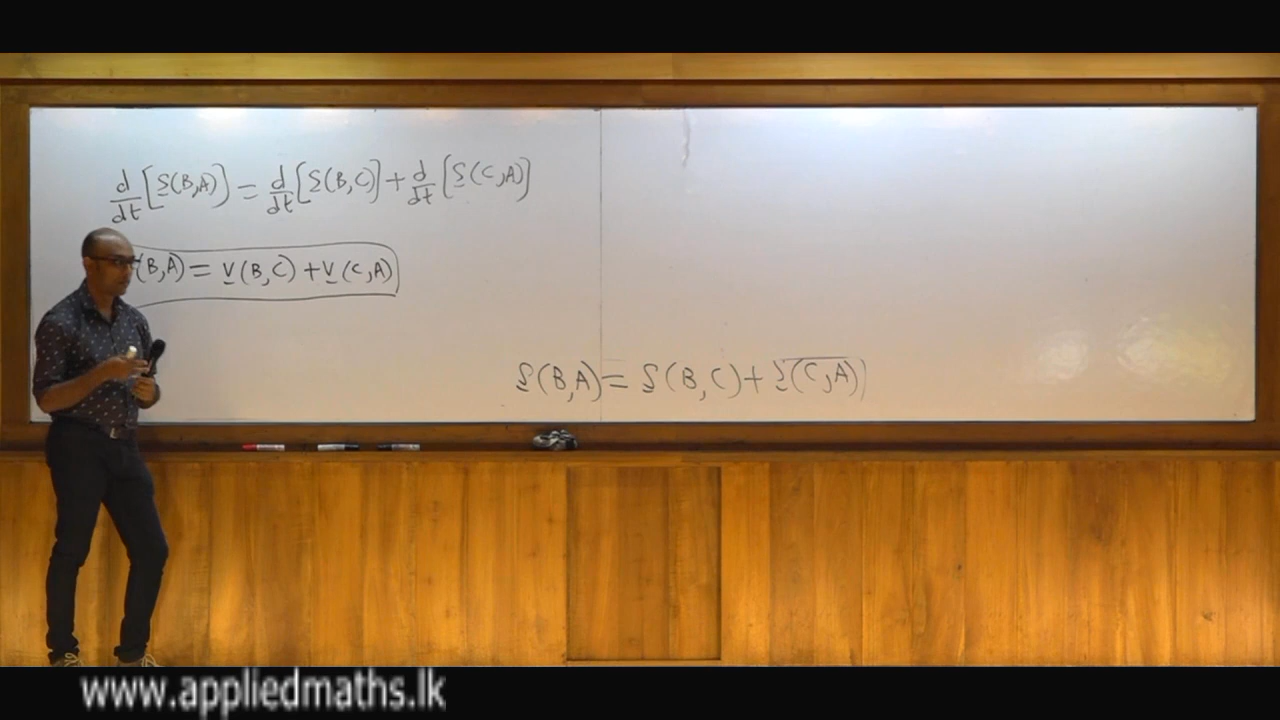 d/dt [S(B,A)] = d/dt [S(B,C)] + d/dt [S(C,A)]
(B,A) = V(B,C) + V(C,A)
S(B,A) = S(B,C) + S(C,A)
www.appliedmaths.lk